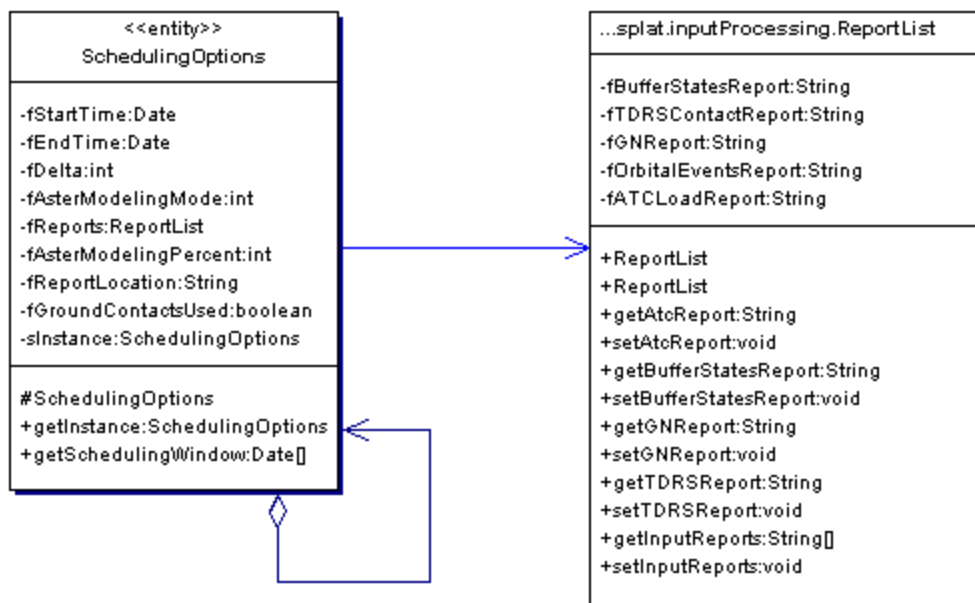 <<entity>>
SchedulingOptions
-fStartTime:Date
-fEndTime:Date
-fDelta:int
-fAsterModelingMode:int
-fReports:ReportList
-fAsterModelingPercent:int
-fReportLocation:String
-fGroundContactsUsed:boolean
-sInstance:SchedulingOptions
#SchedulingOptions
+getInstance:SchedulingOptions
+getSchedulingWindow:Date[]
...splat.inputProcessing.ReportList
-fBufferStatesReport:String
-fTDRSContactReport:String
-fGNReport:String
-fOrbitalEventsReport:String
-fATCLoadReport:String
+ReportList
+ReportList
+getAtcReport:String
+setAtcReport:void
+getBufferStatesReport:String
+setBufferStatesReport:void
+getGNReport:String
+setGNReport:void
+getTDRSReport:String
+setTDRSReport:void
+getInputReports:String[]
+setInputReports:void